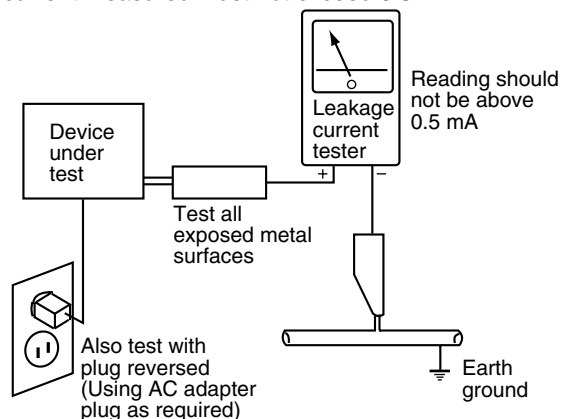 Reading should
not be above
0.5 mA
Leakage
current
tester
+ −
Device
under
test
Test all
exposed metal
surfaces
Also test with
plug reversed
(Using AC adapter
plug as required)
Earth
ground